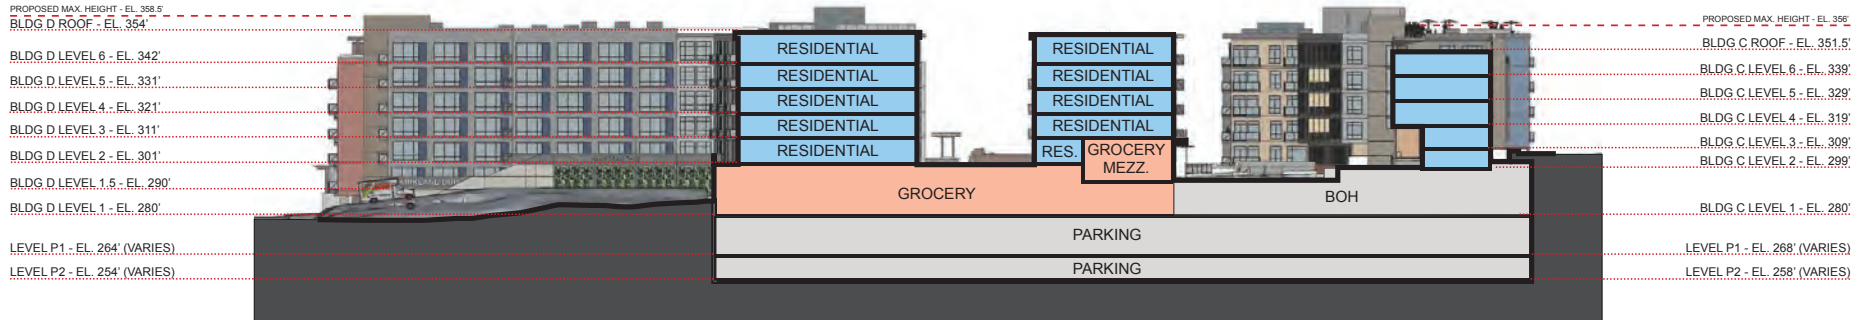 PROPOSED MAX. HEIGHT - EL. 358.5'
BLDG D ROOF - EL. 354'
BLDG D LEVEL 6 - EL. 342'
BLDG D LEVEL 5 - EL. 331'
BLDG D LEVEL 4 - EL. 321'
BLDG D LEVEL 3 - EL. 311'
BLDG D LEVEL 2 - EL. 301'
BLDG D LEVEL 1.5 - EL. 290'
BLDG D LEVEL 1 - EL. 280'
LEVEL P1 - EL. 264' (VARIES)
LEVEL P2 - EL. 254' (VARIES)
RESIDENTIAL
RESIDENTIAL
RESIDENTIAL
RESIDENTIAL
RESIDENTIAL
RESIDENTIAL
RESIDENTIAL
RESIDENTIAL
RESIDENTIAL
RES.
GROCERY
MEZZ.
GROCERY
BOH
PARKING
PARKING
PROPOSED MAX. HEIGHT - EL. 356'
BLDG C ROOF - EL. 351.5'
BLDG C LEVEL 6 - EL. 339'
BLDG C LEVEL 5 - EL. 329'
BLDG C LEVEL 4 - EL. 319'
BLDG C LEVEL 3 - EL. 309'
BLDG C LEVEL 2 - EL. 299'
BLDG C LEVEL 1 - EL. 280'
LEVEL P1 - EL. 268' (VARIES)
LEVEL P2 - EL. 258' (VARIES)